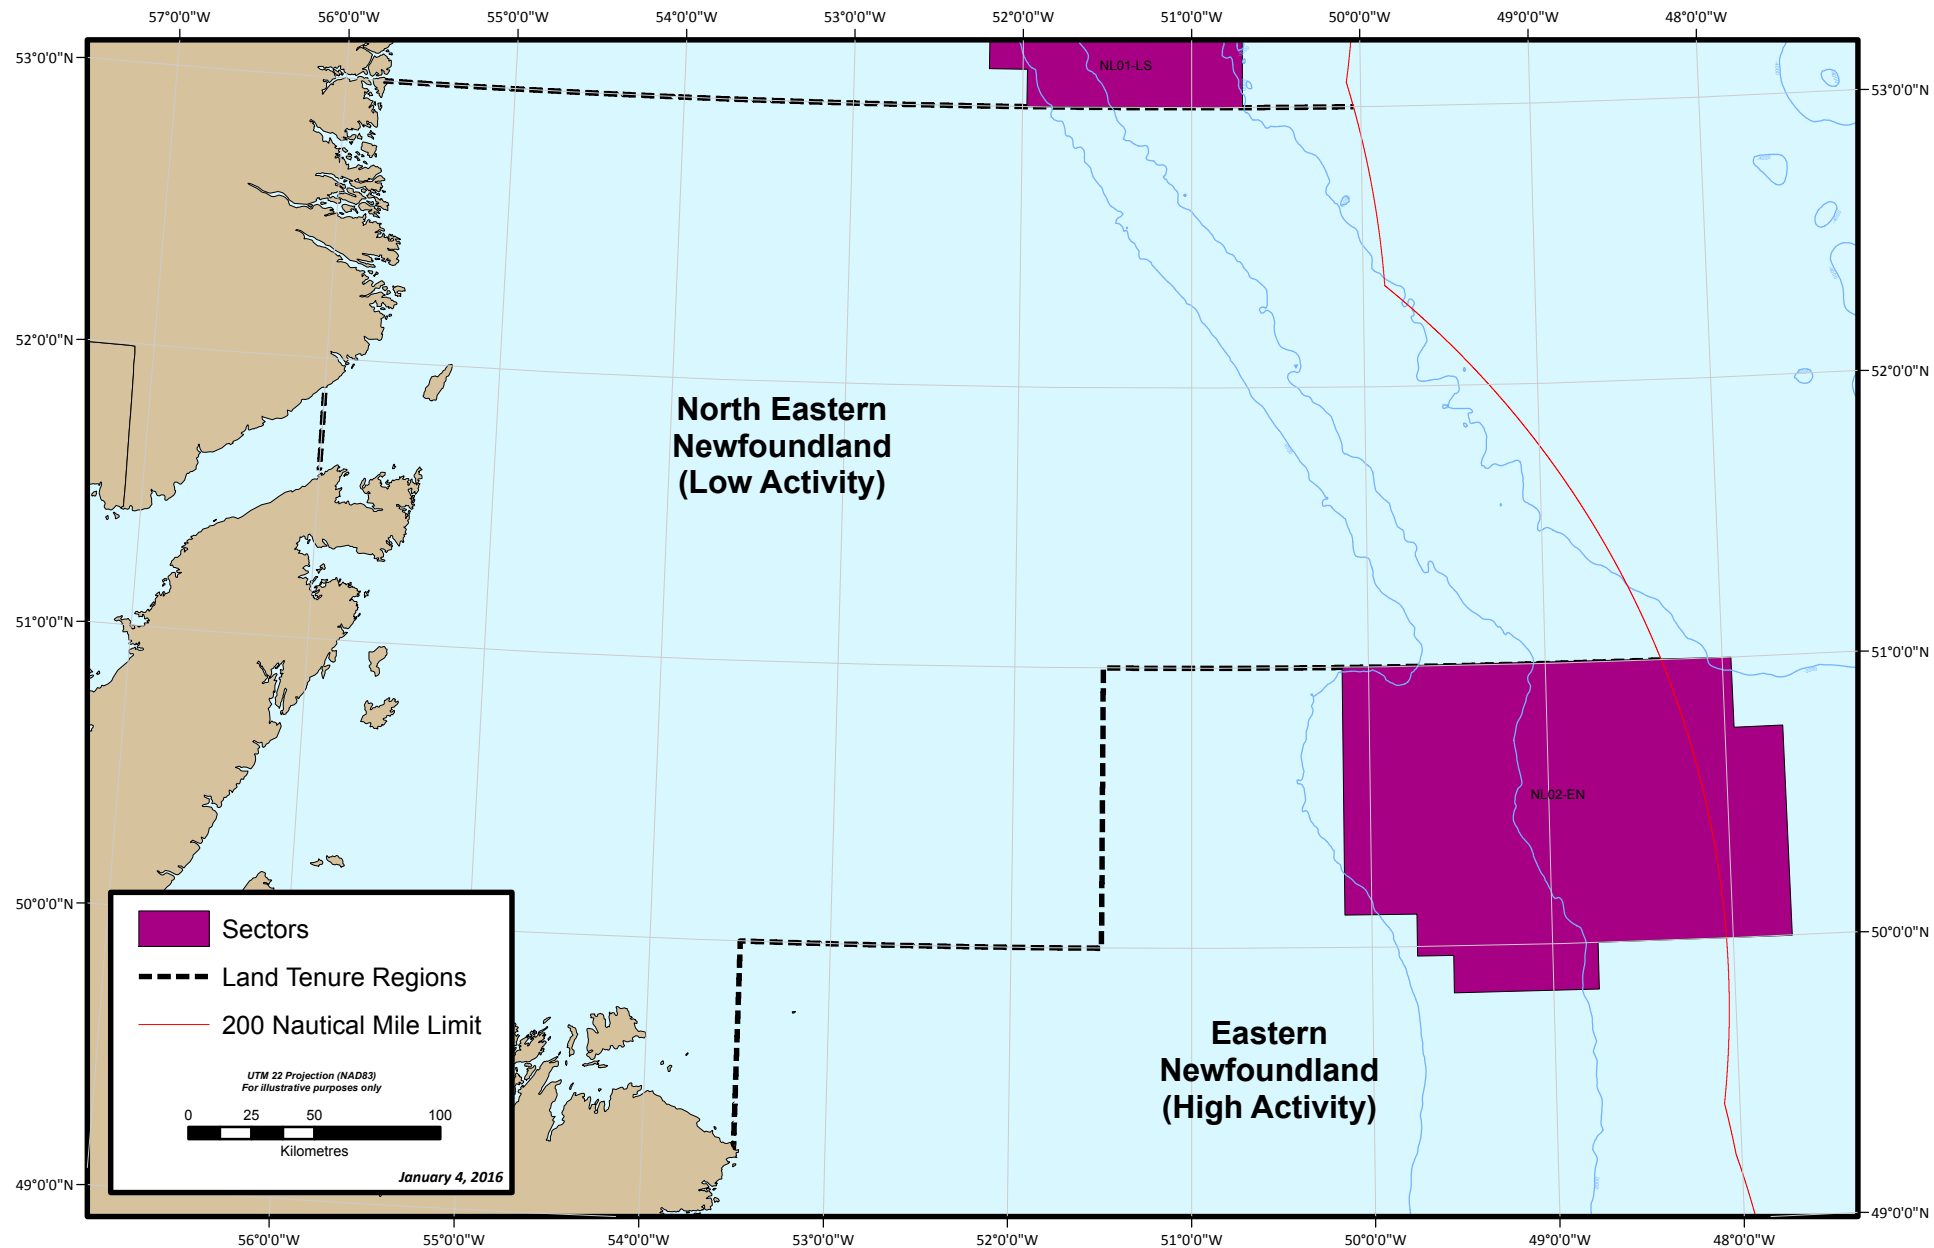 57°0'0"W 56°0'0"W 55°0'0"W 54°0'0"W 53°0'0"W 52°0'0"W 51°0'0"W 50°0'0"W 49°0'0"W 48°0'0"W
53°0'0"N
NL01-LS
53°0'0"N
52°0'0"N
52°0'0"N
North Eastern
Newfoundland
(Low Activity)
51°0'0"N
51°0'0"N
NL02-EN
50°0'0"N
50°0'0"N
Sectors
Land Tenure Regions
200 Nautical Mile Limit
UTM 22 Projection (NAD83)
For illustrative purposes only
0 25 50 100
Kilometres
January 4, 2016
Eastern
Newfoundland
(High Activity)
49°0'0"N
49°0'0"N
56°0'0"W 55°0'0"W 54°0'0"W 53°0'0"W 52°0'0"W 51°0'0"W 50°0'0"W 49°0'0"W 48°0'0"W